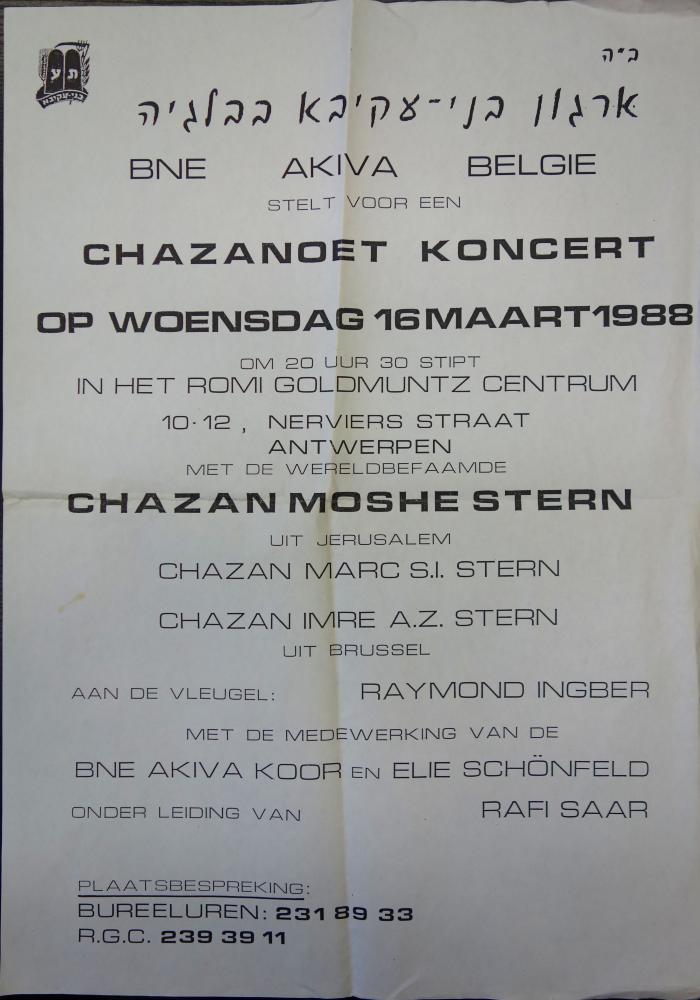 ב"ה
ת ע
בני-עקיבא
ארגון בני-עקיבא בבלגיה
BNE AKIVA BELGIE
STELT VOOR EEN
CHAZANOET KONCERT
OP WOENSDAG 16 MAART 1988
OM 20 UUR 30 STIPT
IN HET ROMI GOLDMUNTZ CENTRUM
10-12, NERVIERS STRAAT
ANTWERPEN
MET DE WERELDBEFAAMDE
CHAZAN MOSHE STERN
UIT JERUSALEM
CHAZAN MARC S.I. STERN
CHAZAN IMRE A.Z. STERN
UIT BRUSSEL
AAN DE VLEUGEL: RAYMOND INGBER
MET DE MEDEWERKING VAN DE
BNE AKIVA KOOR EN ELIE SCHÖNFELD
ONDER LEIDING VAN RAFI SAAR
PLAATSBESPREKING:
BUREELUREN: 231 89 33
R.G.C. 239 39 11